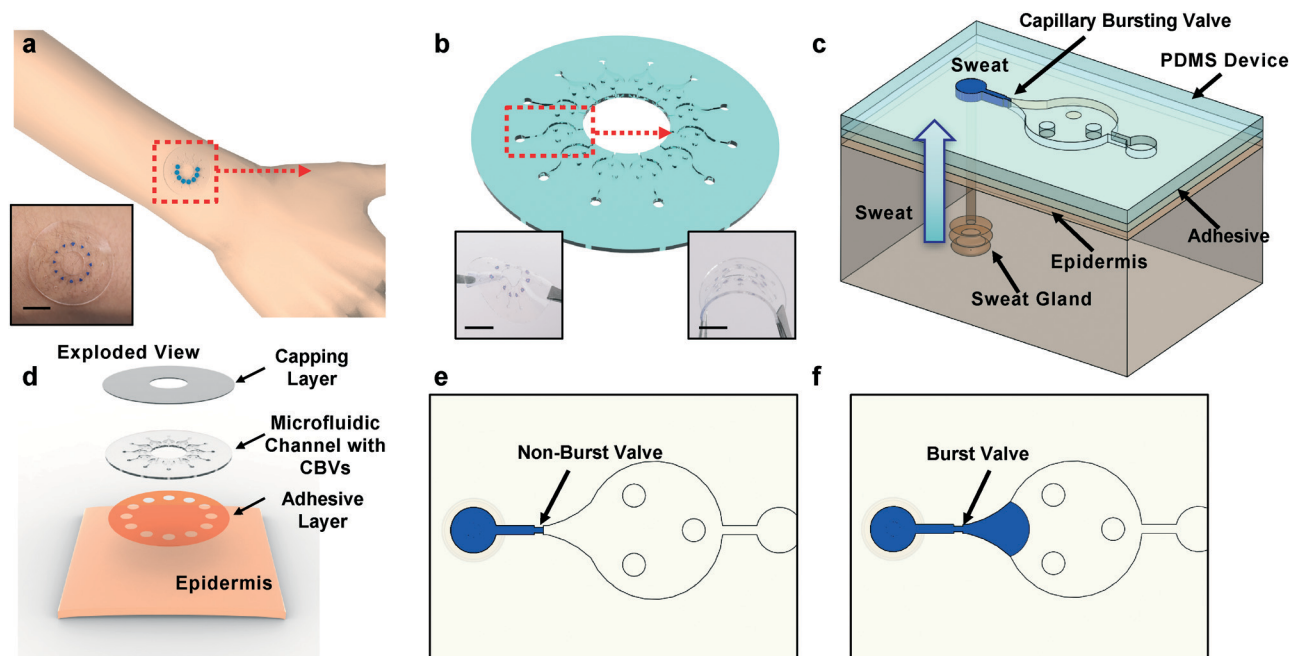 a
b
c
Capillary Bursting Valve
PDMS Device
Sweat
Sweat
Adhesive
Epidermis
Sweat Gland
d
Exploded View
Capping
Layer
Microfluidic
Channel with
CBVs
Adhesive
Layer
Epidermis
e
Non-Burst Valve
f
Burst Valve